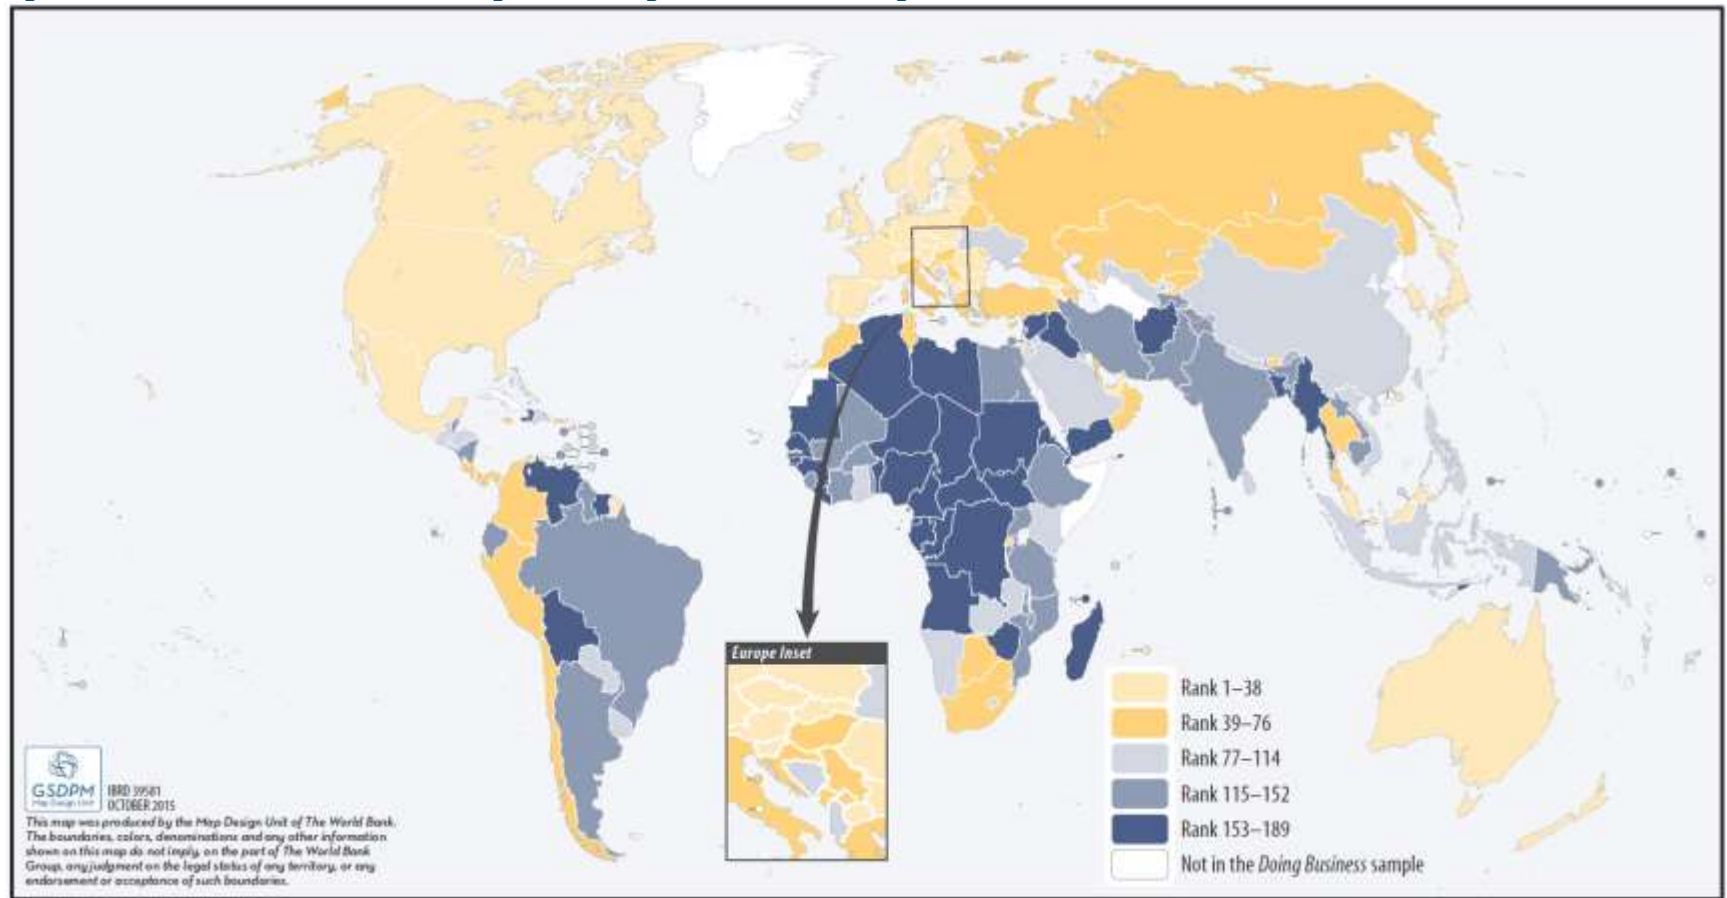 Europe Inset
Rank 1–38
Rank 39–76
Rank 77–114
Rank 115–152
Rank 153–189
Not in the Doing Business sample
GSDPM
Map Design Unit
IBRD 39581
OCTOBER 2015
This map was produced by the Map Design Unit of The World Bank.
The boundaries, colors, denominations and any other information
shown on this map do not imply, on the part of The World Bank
Group, any judgment on the legal status of any territory, or any
endorsement or acceptance of such boundaries.